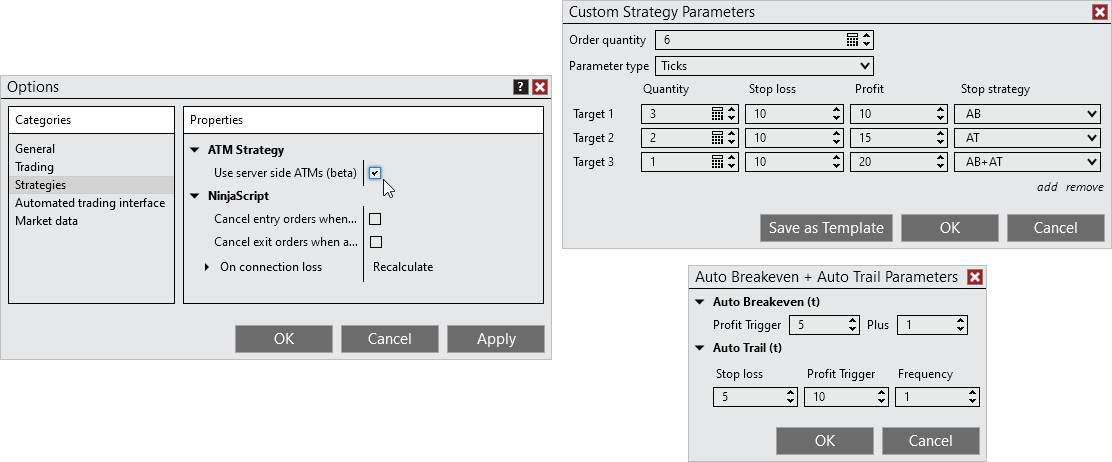 Options
?
Categories
General
Trading
Strategies
Automated trading interface
Market data
Properties
ATM Strategy
Use server side ATMs (beta)
NinjaScript
Cancel entry orders when...
Cancel exit orders when a...
On connection loss Recalculate
OK Cancel Apply
Custom Strategy Parameters
Order quantity 6
Parameter type Ticks
Quantity Stop loss Profit Stop strategy
Target 1 3 10 10 AB
Target 2 2 10 15 AT
Target 3 1 10 20 AB+AT
add remove
Save as Template OK Cancel
Auto Breakeven + Auto Trail Parameters
Auto Breakeven (t)
Profit Trigger 5 Plus 1
Auto Trail (t)
Stop loss Profit Trigger Frequency
5 10 1
OK Cancel